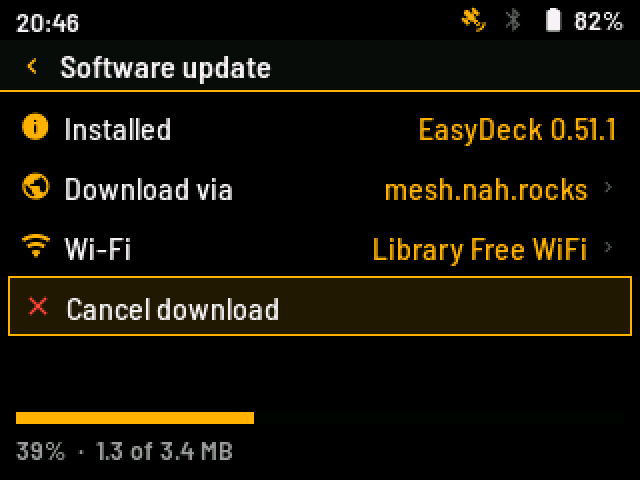 20:46
82%
Software update
Installed
EasyDeck 0.51.1
Download via
mesh.nah.rocks
Wi-Fi
Library Free WiFi
Cancel download
39% · 1.3 of 3.4 MB